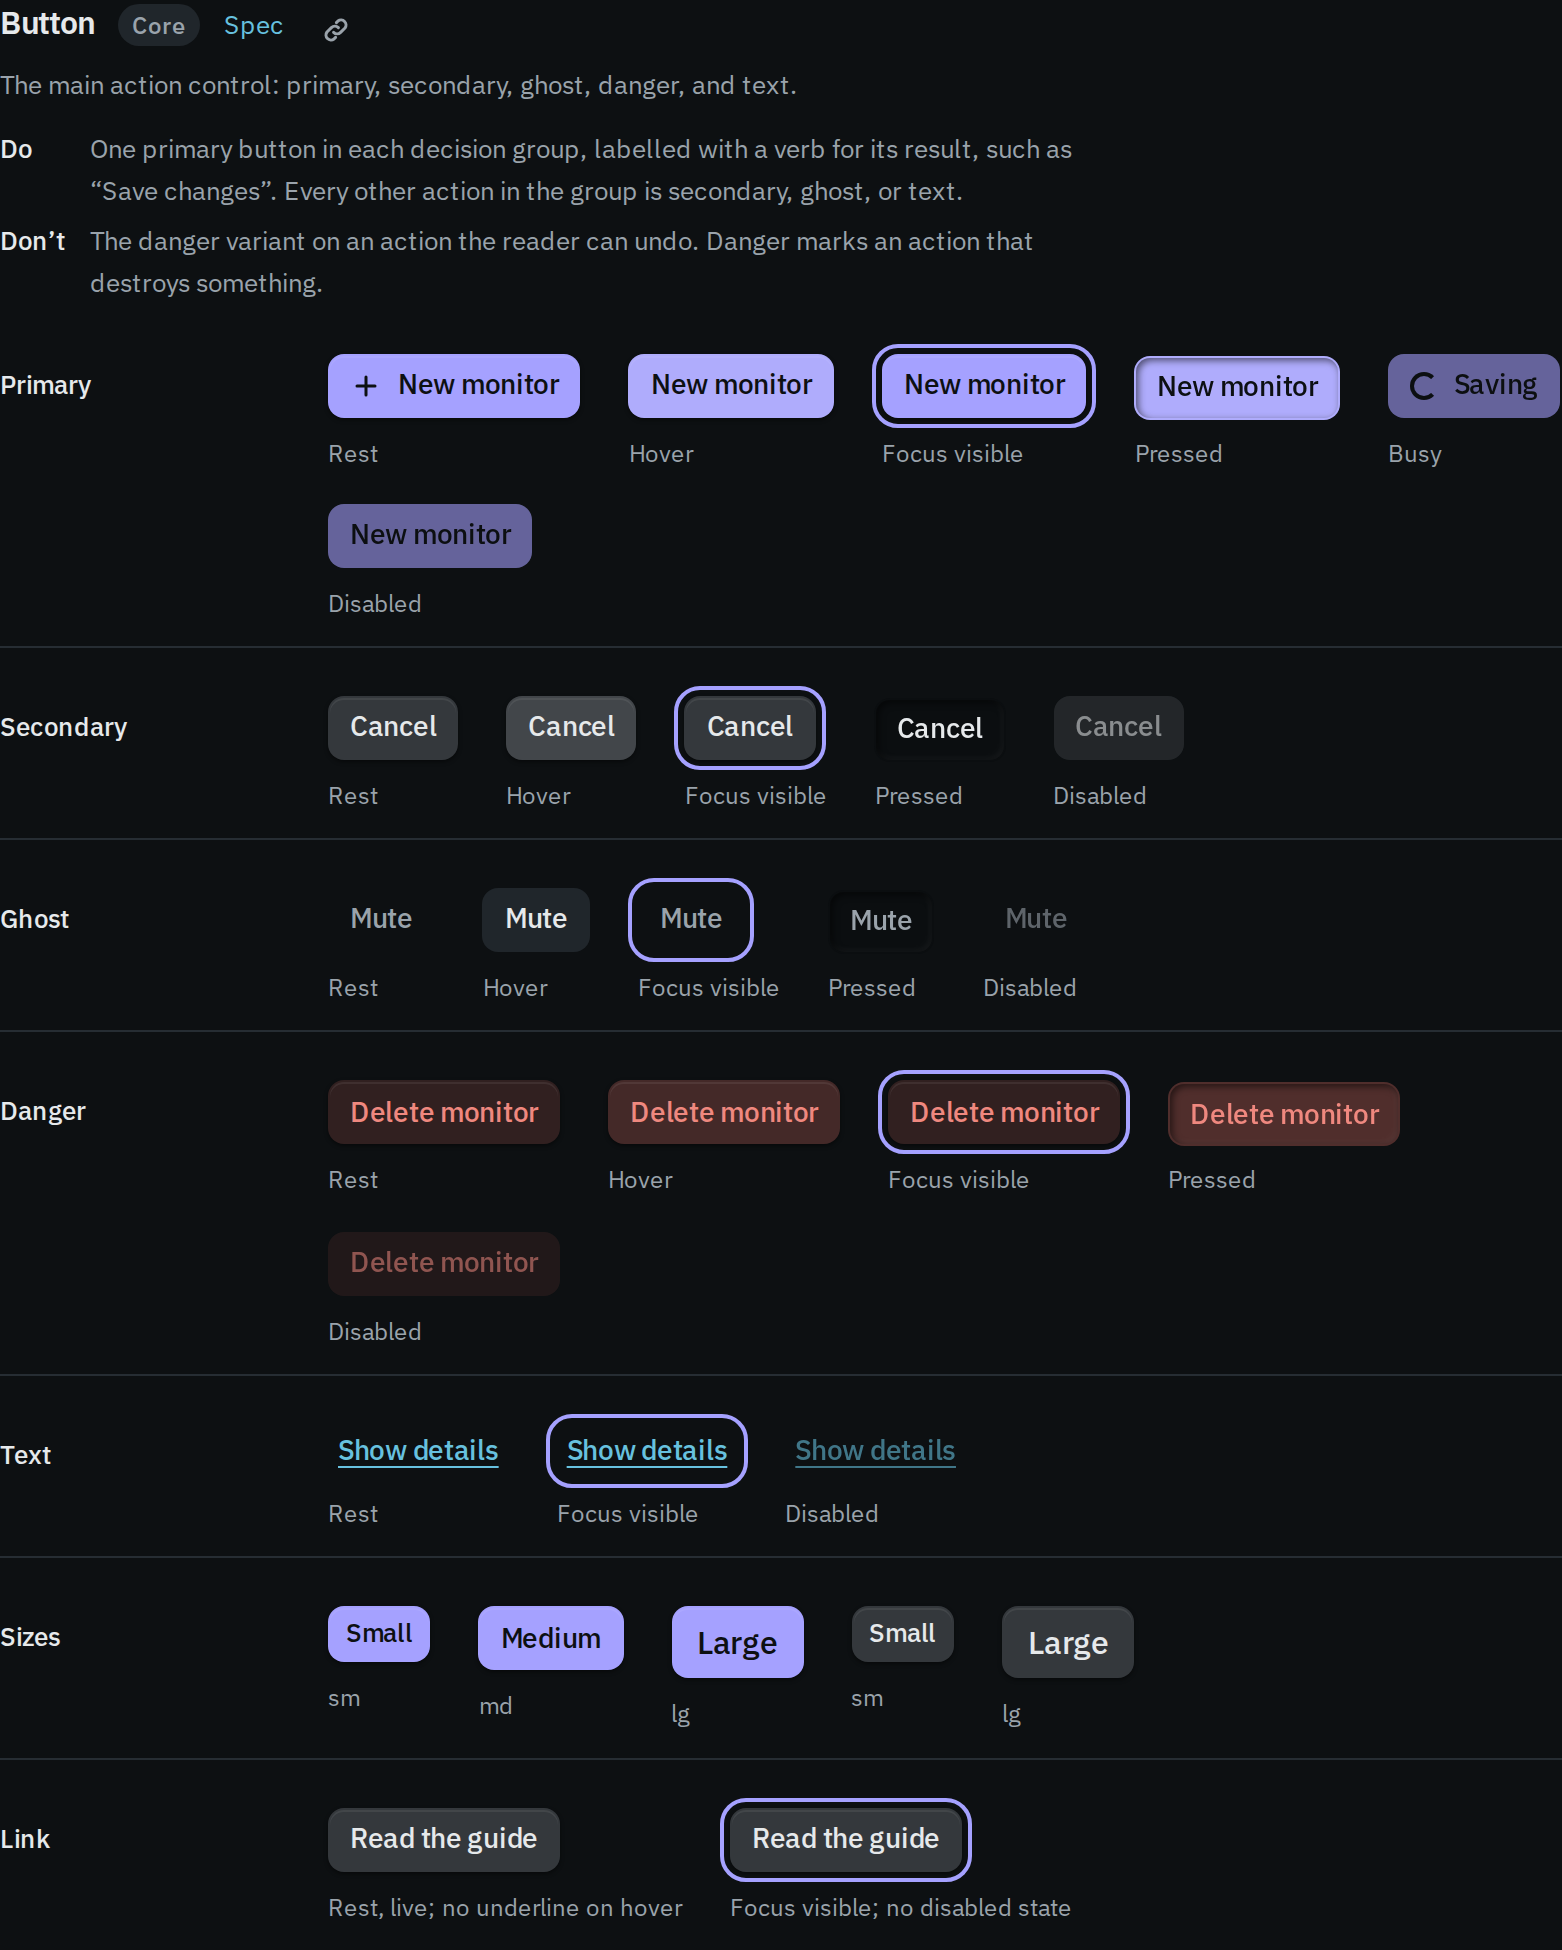 Button Core Spec
The main action control: primary, secondary, ghost, danger, and text.
Do One primary button in each decision group, labelled with a verb for its result, such as
“Save changes”. Every other action in the group is secondary, ghost, or text.
Don’t The danger variant on an action the reader can undo. Danger marks an action that
destroys something.
Primary New monitor New monitor New monitor New monitor Saving
Rest Hover Focus visible Pressed Busy
New monitor
Disabled
Secondary Cancel Cancel Cancel Cancel Cancel
Rest Hover Focus visible Pressed Disabled
Ghost Mute Mute Mute Mute Mute
Rest Hover Focus visible Pressed Disabled
Danger Delete monitor Delete monitor Delete monitor Delete monitor
Rest Hover Focus visible Pressed
Delete monitor
Disabled
Text Show details Show details Show details
Rest Focus visible Disabled
Sizes Small Medium Large Small Large
sm md lg sm lg
Link Read the guide Read the guide
Rest, live; no underline on hover Focus visible; no disabled state